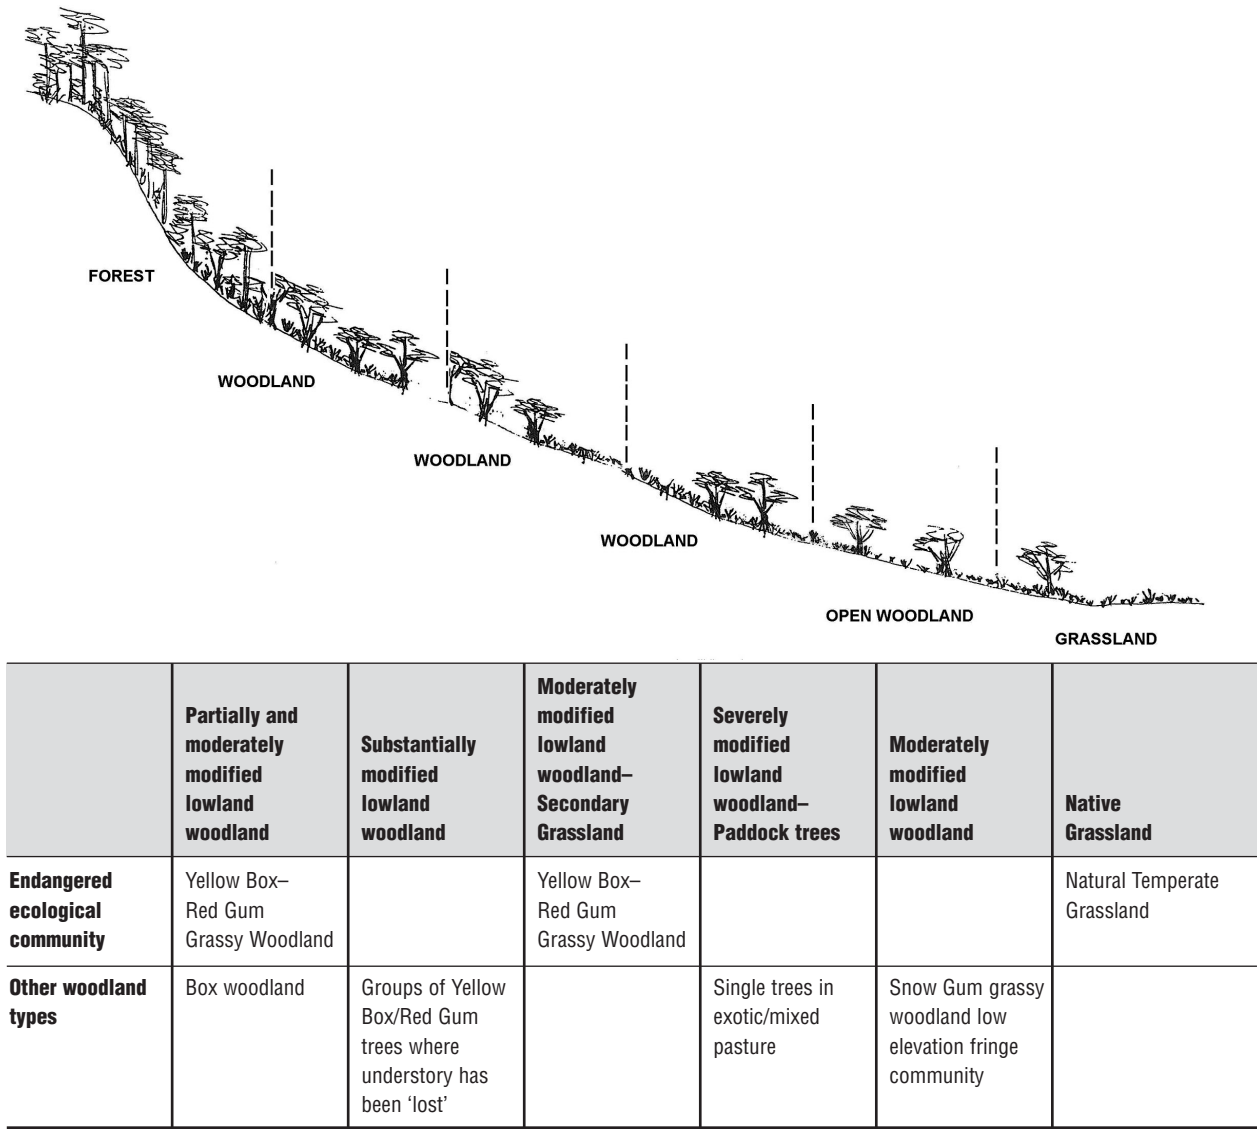 FOREST
WOODLAND
WOODLAND
WOODLAND
OPEN WOODLAND
GRASSLAND
Partially and
moderately
modified
lowland
woodland
Substantially
modified
lowland
woodland
Moderately
modified
lowland
woodland–
Secondary
Grassland
Severely
modified
lowland
woodland–
Paddock trees
Moderately
modified
lowland
woodland
Native
Grassland
Endangered
ecological
community
Yellow Box–
Red Gum
Grassy Woodland
Yellow Box–
Red Gum
Grassy Woodland
Natural Temperate
Grassland
Other woodland
types
Box woodland
Groups of Yellow
Box/Red Gum
trees where
understory has
been ‘lost’
Single trees in
exotic/mixed
pasture
Snow Gum grassy
woodland low
elevation fringe
community